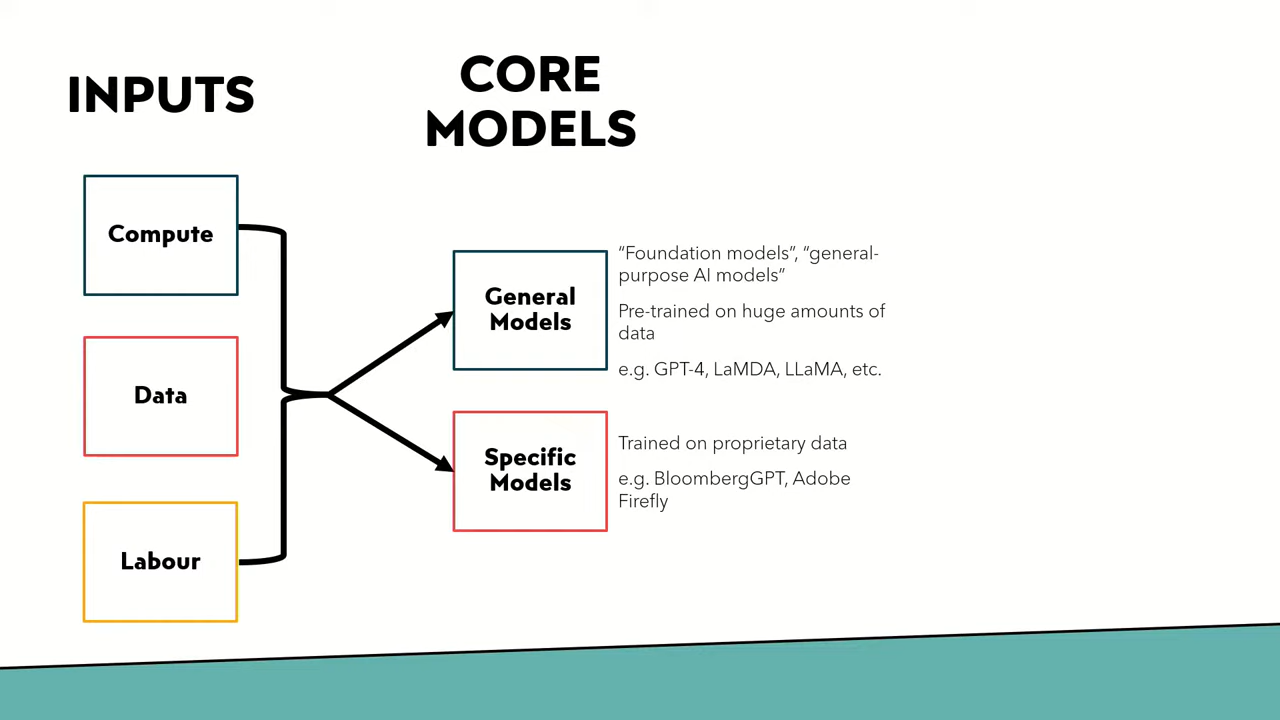 INPUTS
CORE
MODELS
Compute
Data
Labour
General
Models
“Foundation models”, “general-
purpose AI models”
Pre-trained on huge amounts of
data
e.g. GPT-4, LaMDA, LLaMA, etc.
Specific
Models
Trained on proprietary data
e.g. BloombergGPT, Adobe
Firefly